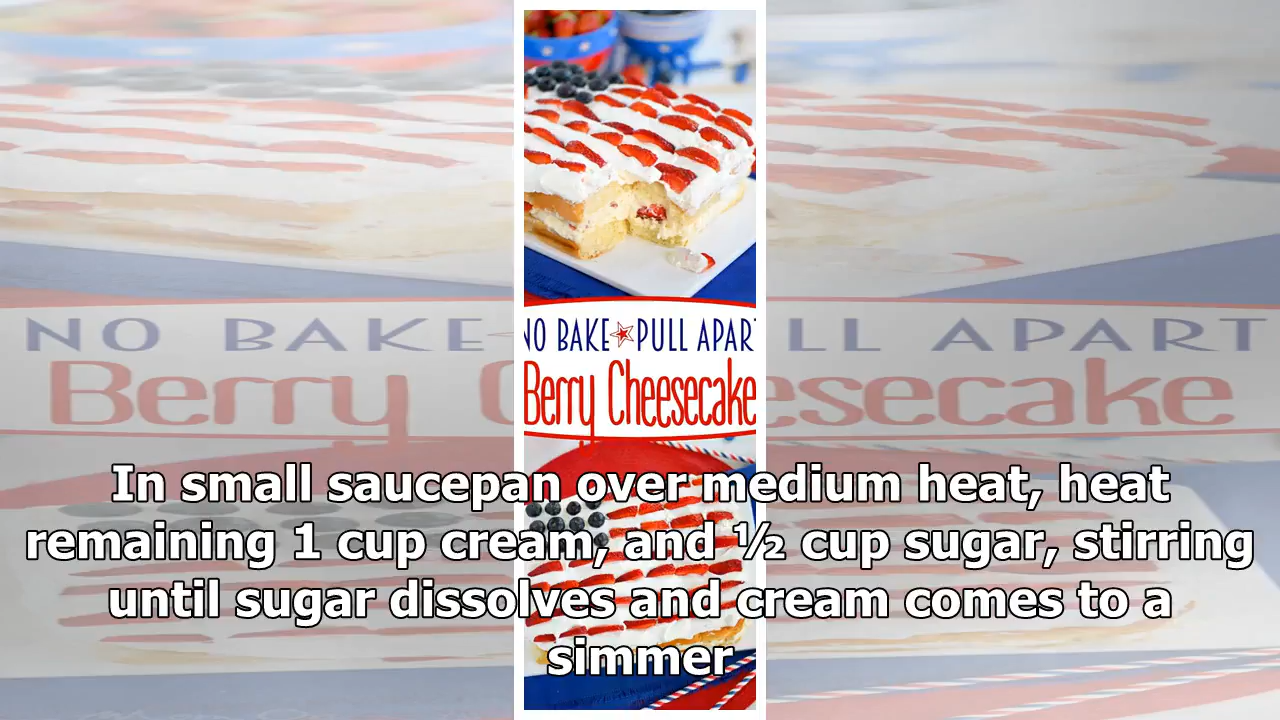 NO BAKE PULL APART
Berry Cheesecake
In small saucepan over medium heat, heat
remaining 1 cup cream, and ½ cup sugar, stirring
until sugar dissolves and cream comes to a
simmer